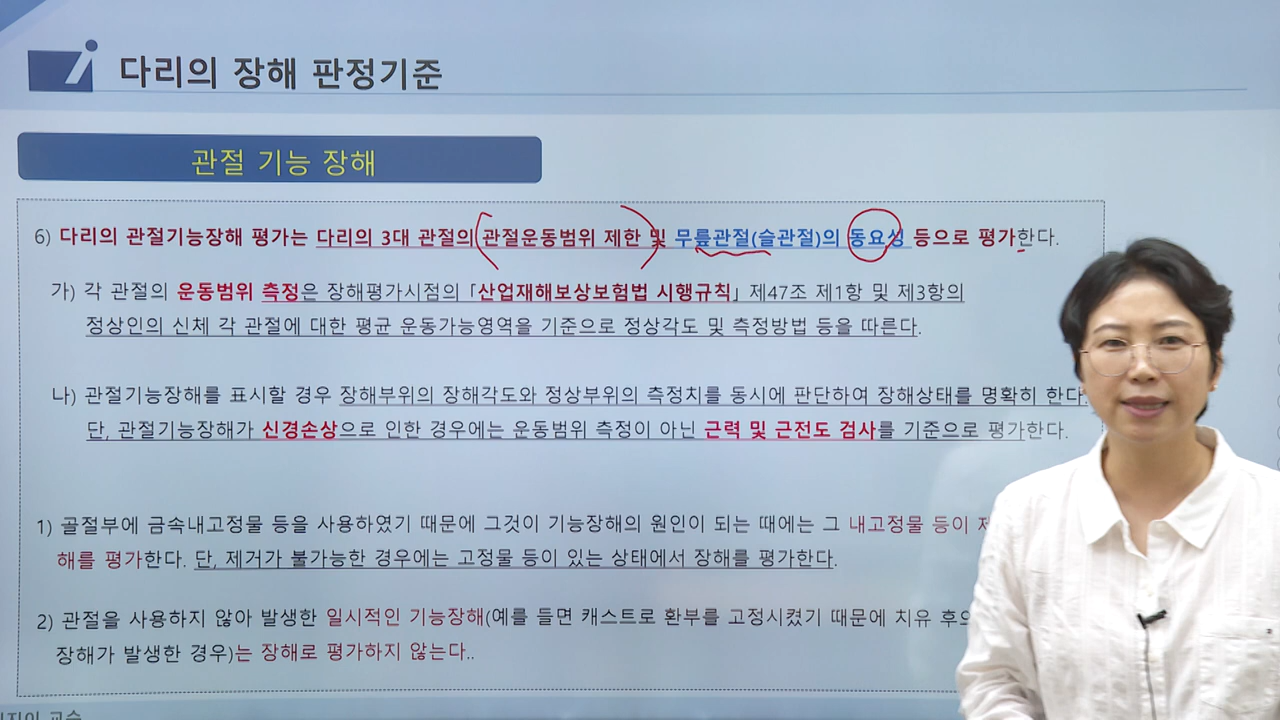 다리의 장해 판정기준
관절 기능 장해
6) 다리의 관절기능장해 평가는 다리의 3대 관절의 관절운동범위 제한 및 무릎관절(슬관절)의 동요성 등으로 평가한다.
가) 각 관절의 운동범위 측정은 장해평가시점의 「산업재해보상보험법 시행규칙」 제47조 제1항 및 제3항의
정상인의 신체 각 관절에 대한 평균 운동가능영역을 기준으로 정상각도 및 측정방법 등을 따른다.
나) 관절기능장해를 표시할 경우 장해부위의 장해각도와 정상부위의 측정치를 동시에 판단하여 장해상태를 명확히 한다.
단, 관절기능장해가 신경손상으로 인한 경우에는 운동범위 측정이 아닌 근력 및 근전도 검사를 기준으로 평가한다.
1) 골절부에 금속내고정물 등을 사용하였기 때문에 그것이 기능장해의 원인이 되는 때에는 그 내고정물 등이
해를 평가한다. 단, 제거가 불가능한 경우에는 고정물 등이 있는 상태에서 장해를 평가한다.
2) 관절을 사용하지 않아 발생한 일시적인 기능장해(예를 들면 캐스트로 환부를 고정시켰기 때문에 치유 후의
장해가 발생한 경우)는 장해로 평가하지 않는다..
교수